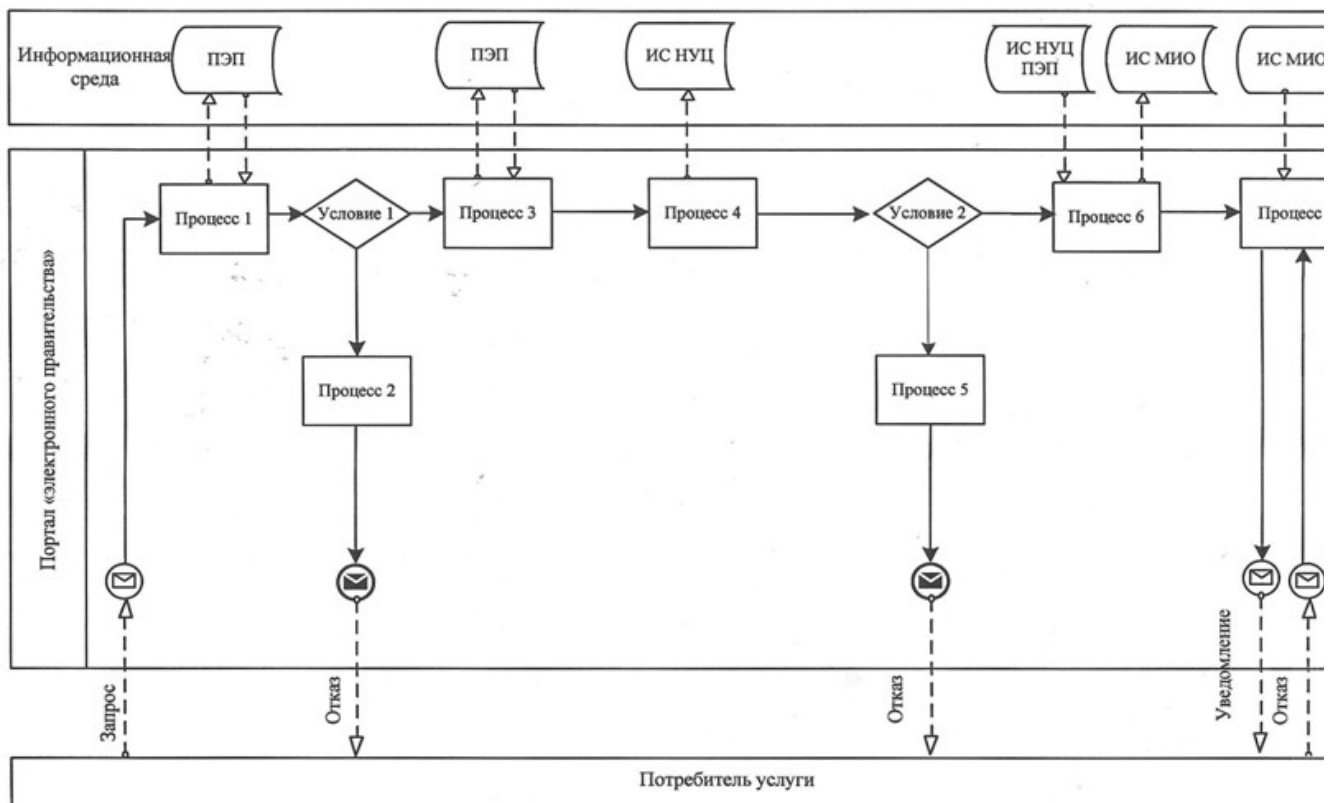 Информационная
среда
ПЭП
ПЭП
ИС НУЦ
ИС НУЦ
ПЭП
ИС МИО
ИС МИО
Портал «электронного правительства»
Процесс 1
Условие 1
Процесс 3
Процесс 4
Условие 2
Процесс 6
Процесс
Процесс 2
Процесс 5
Запрос
Отказ
Отказ
Уведомление
Отказ
Потребитель услуги